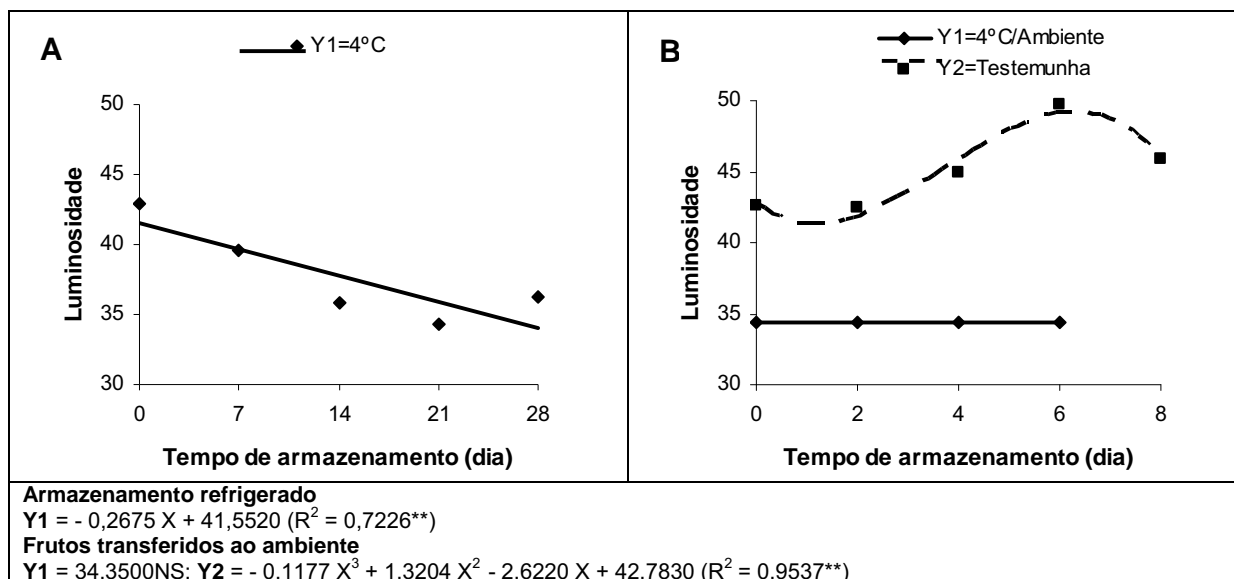 A
Y1=4ºC
Luminosidade
50
45
40
35
30
0 7 14 21 28
Tempo de armazenamento (dia)
B
Y1=4ºC/Ambiente
Y2=Testemunha
Luminosidade
50
45
40
35
30
0 2 4 6 8
Tempo de armazenamento (dia)
Armazenamento refrigerado
Y1 = - 0,2675 X + 41,5520 (R² = 0,7226**)
Frutos transferidos ao ambiente
Y1 = 34,3500NS; Y2 = - 0,1177 X³ + 1,3204 X² - 2,6220 X + 42,7830 (R² = 0,9537**)